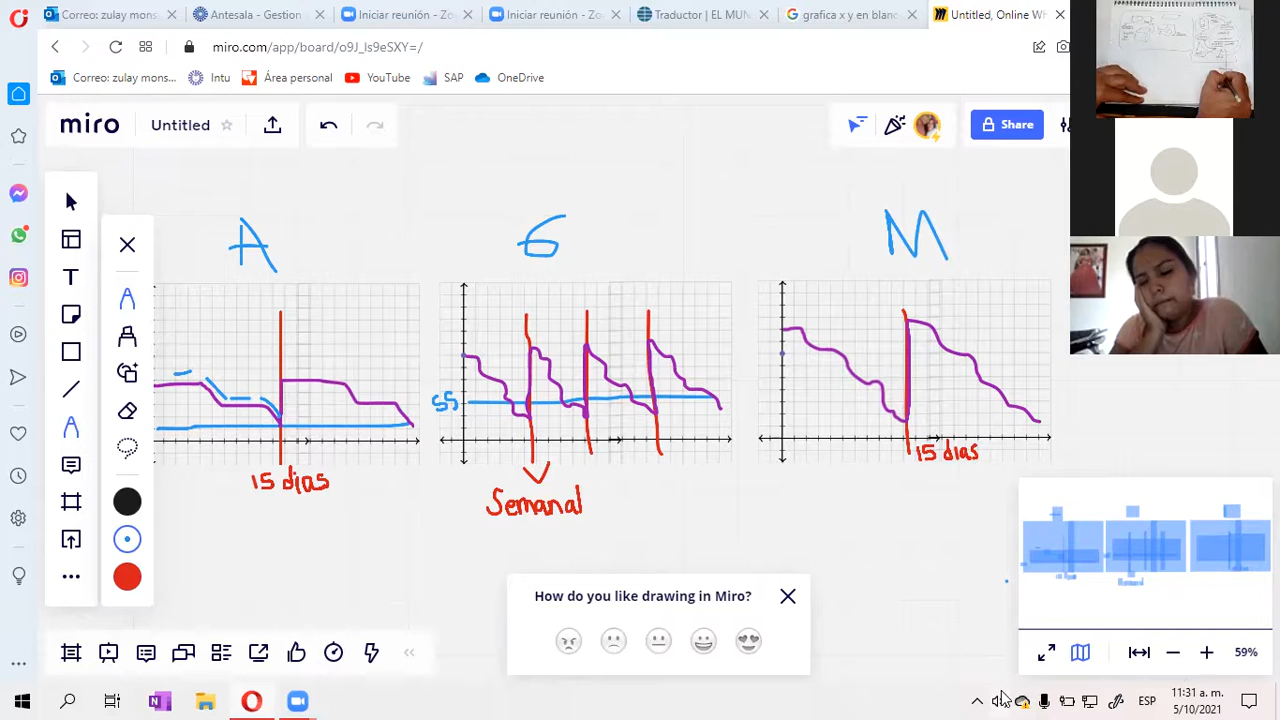 Correo: zulay mons
Antesala - Gestion
Iniciar reunión - Zo
Iniciar reunión - Zo
Traductor | EL MUN
grafica x y en blanc
Untitled, Online Wh
miro.com/app/board/o9J_ls9eSXY=/
Correo: zulay mons...
Intu
Área personal
YouTube
SAP
OneDrive
miro
Untitled
Share
A
G
M
SS
15 dias
Semanal
15 dias
How do you like drawing in Miro?
59%
ESP
11:31 a. m.
5/10/2021